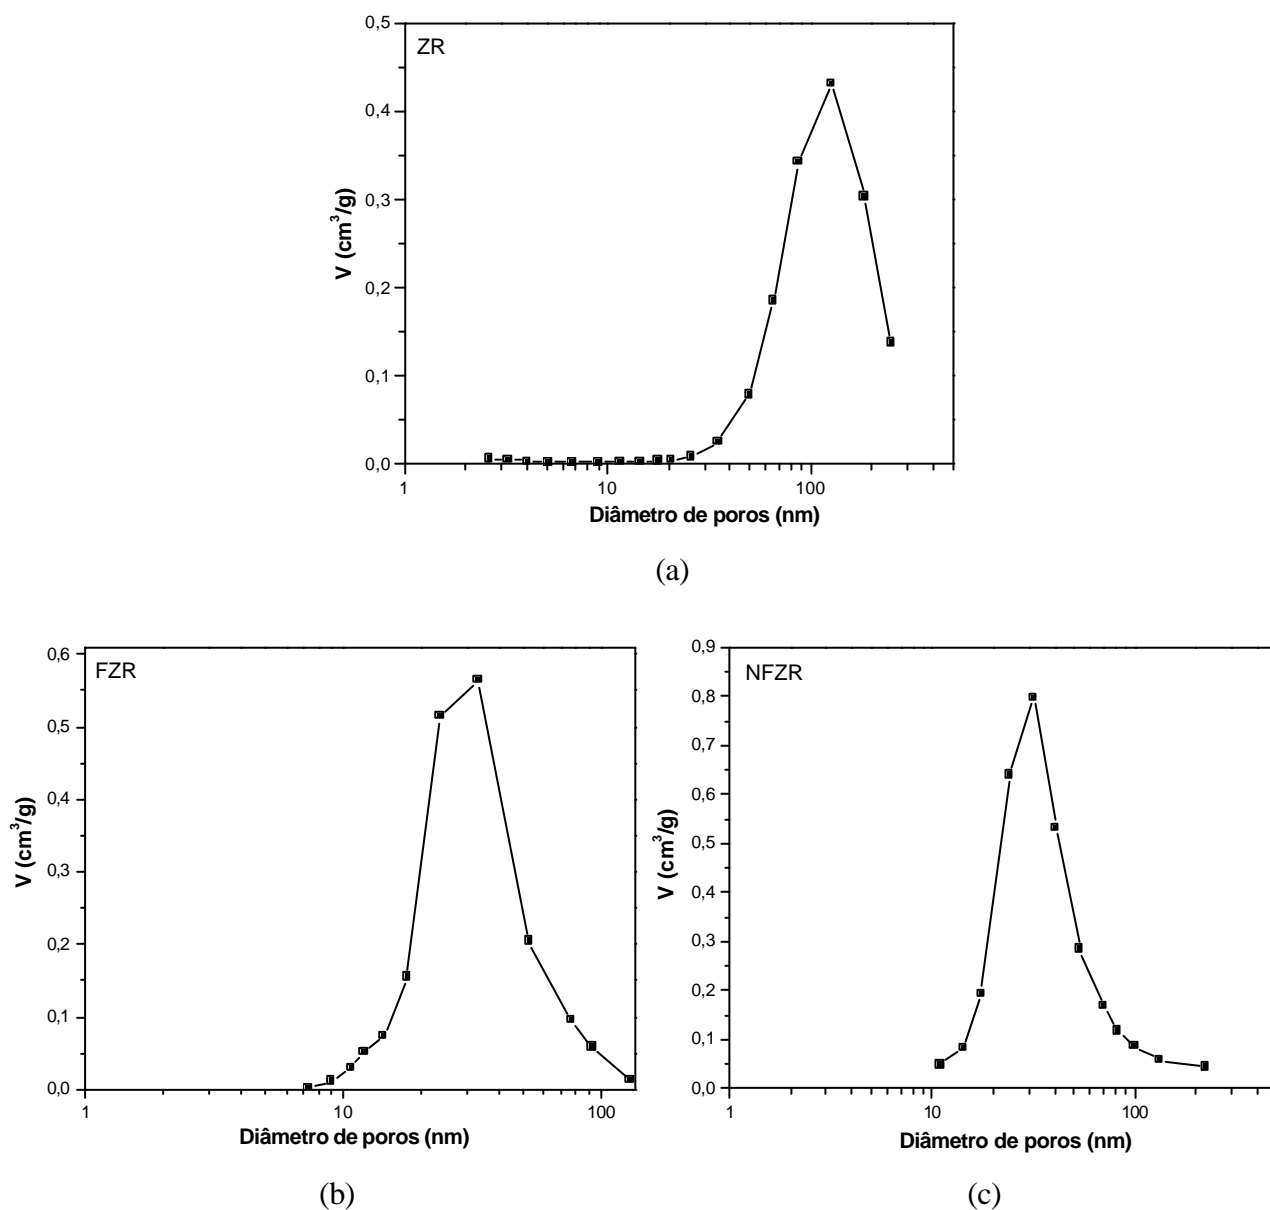 ZR
0,5
0,4
0,3
0,2
0,1
0,0
V (cm³/g)
1 10 100
Diâmetro de poros (nm)
(a)
FZR
0,6
0,5
0,4
0,3
0,2
0,1
0,0
V (cm³/g)
1 10 100
Diâmetro de poros (nm)
(b)
NFZR
0,9
0,8
0,7
0,6
0,5
0,4
0,3
0,2
0,1
0,0
V (cm³/g)
1 10 100
Diâmetro de poros (nm)
(c)